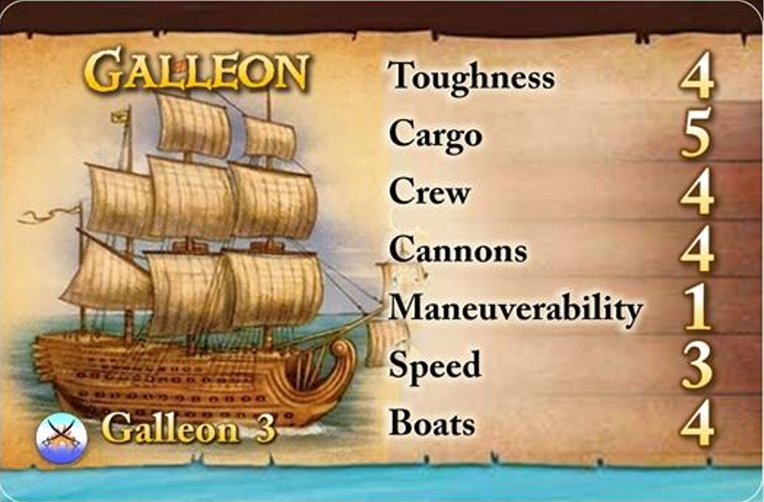 GALLEON
Toughness 4
Cargo 5
Crew 4
Cannons 4
Maneuverability 1
Speed 3
Boats 4
Galleon 3